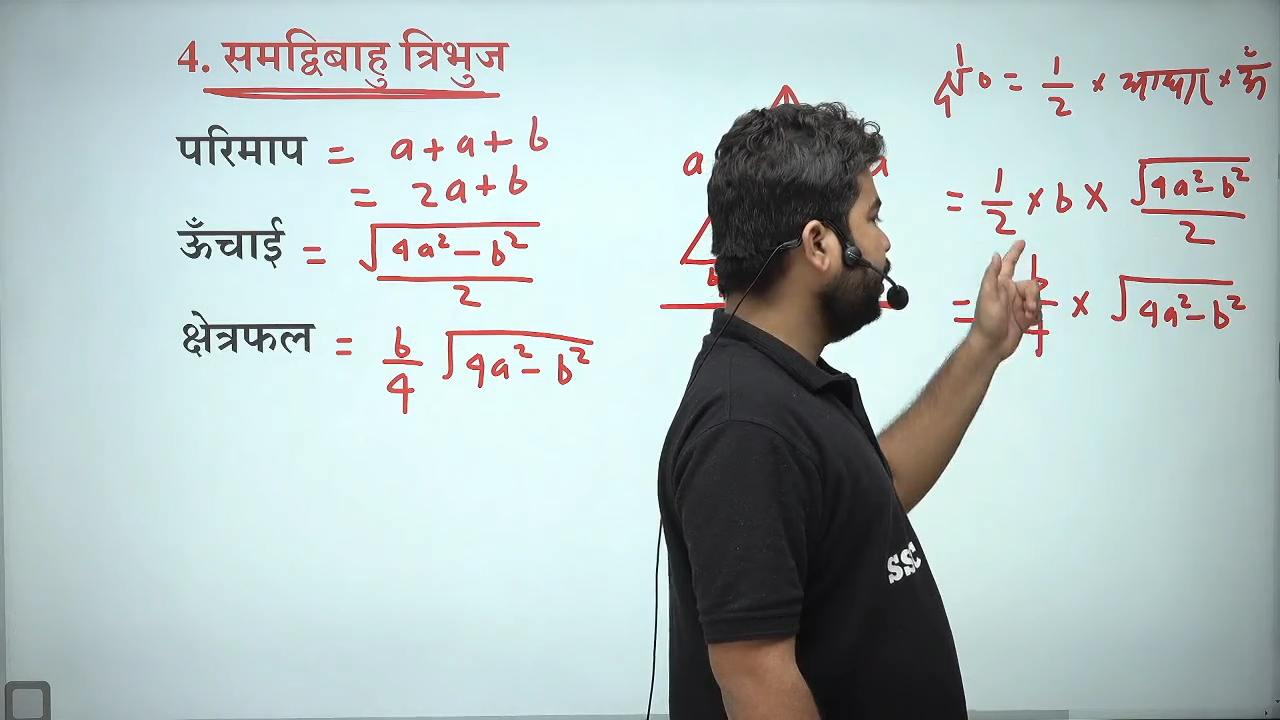 4. समद्विबाहु त्रिभुज
परिमाप = a + a + b
= 2a + b
ऊँचाई = √(4a² - b²) / 2
क्षेत्रफल = b/4 √(4a² - b²)
a
a
b
= 1/2 × आधार × ऊँ
= 1/2 × b × √(4a² - b²) / 2
= b/4 × √(4a² - b²)
SSC